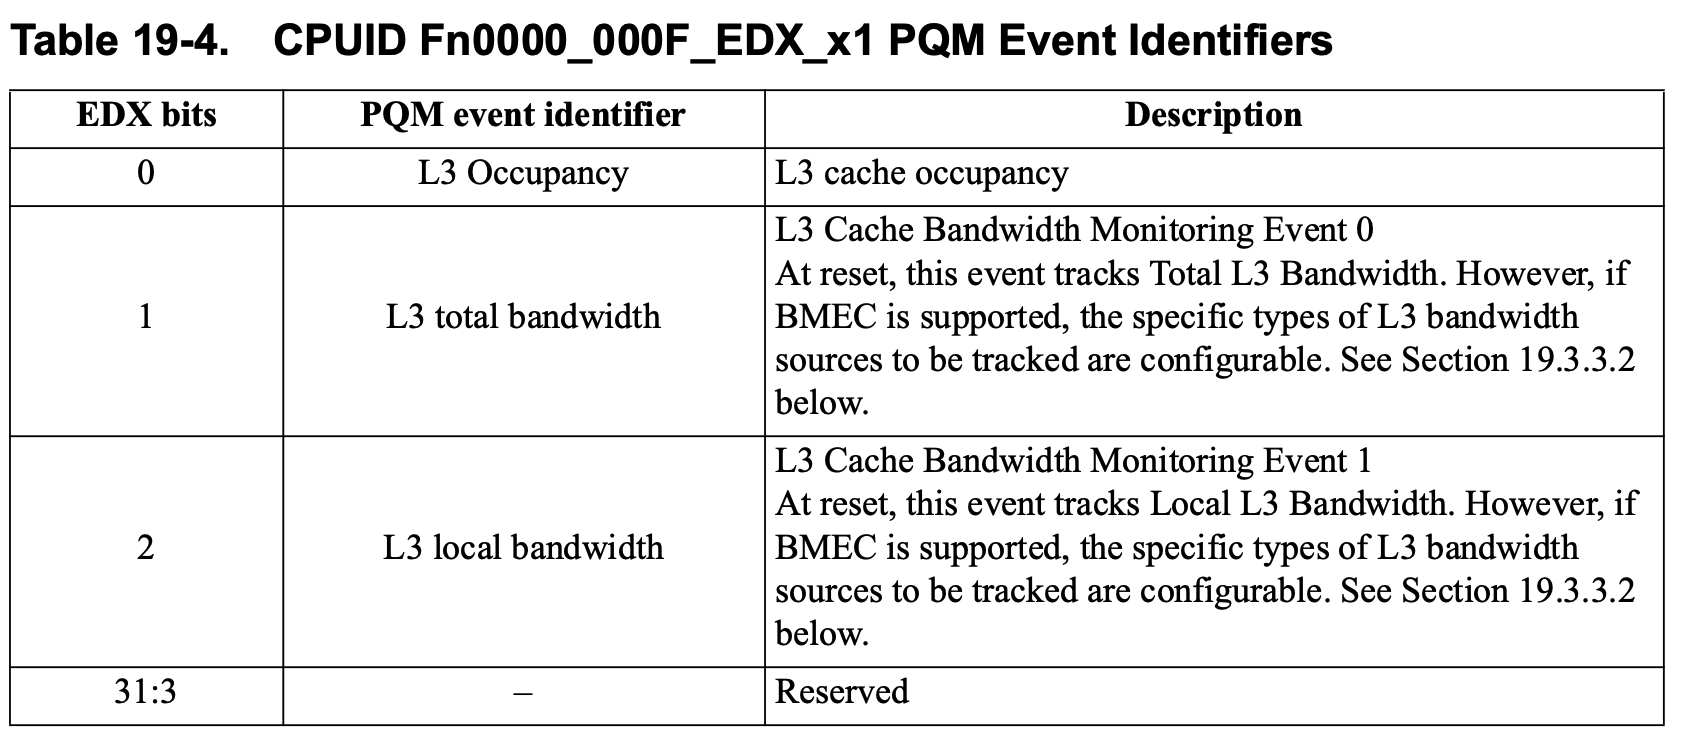 Table 19-4. CPUID Fn0000_000F_EDX_x1 PQM Event Identifiers
EDX bits PQM event identifier Description
0 L3 Occupancy L3 cache occupancy
1 L3 total bandwidth
L3 Cache Bandwidth Monitoring Event 0
At reset, this event tracks Total L3 Bandwidth. However, if
BMEC is supported, the specific types of L3 bandwidth
sources to be tracked are configurable. See Section 19.3.3.2
below.
2 L3 local bandwidth
L3 Cache Bandwidth Monitoring Event 1
At reset, this event tracks Local L3 Bandwidth. However, if
BMEC is supported, the specific types of L3 bandwidth
sources to be tracked are configurable. See Section 19.3.3.2
below.
31:3 – Reserved